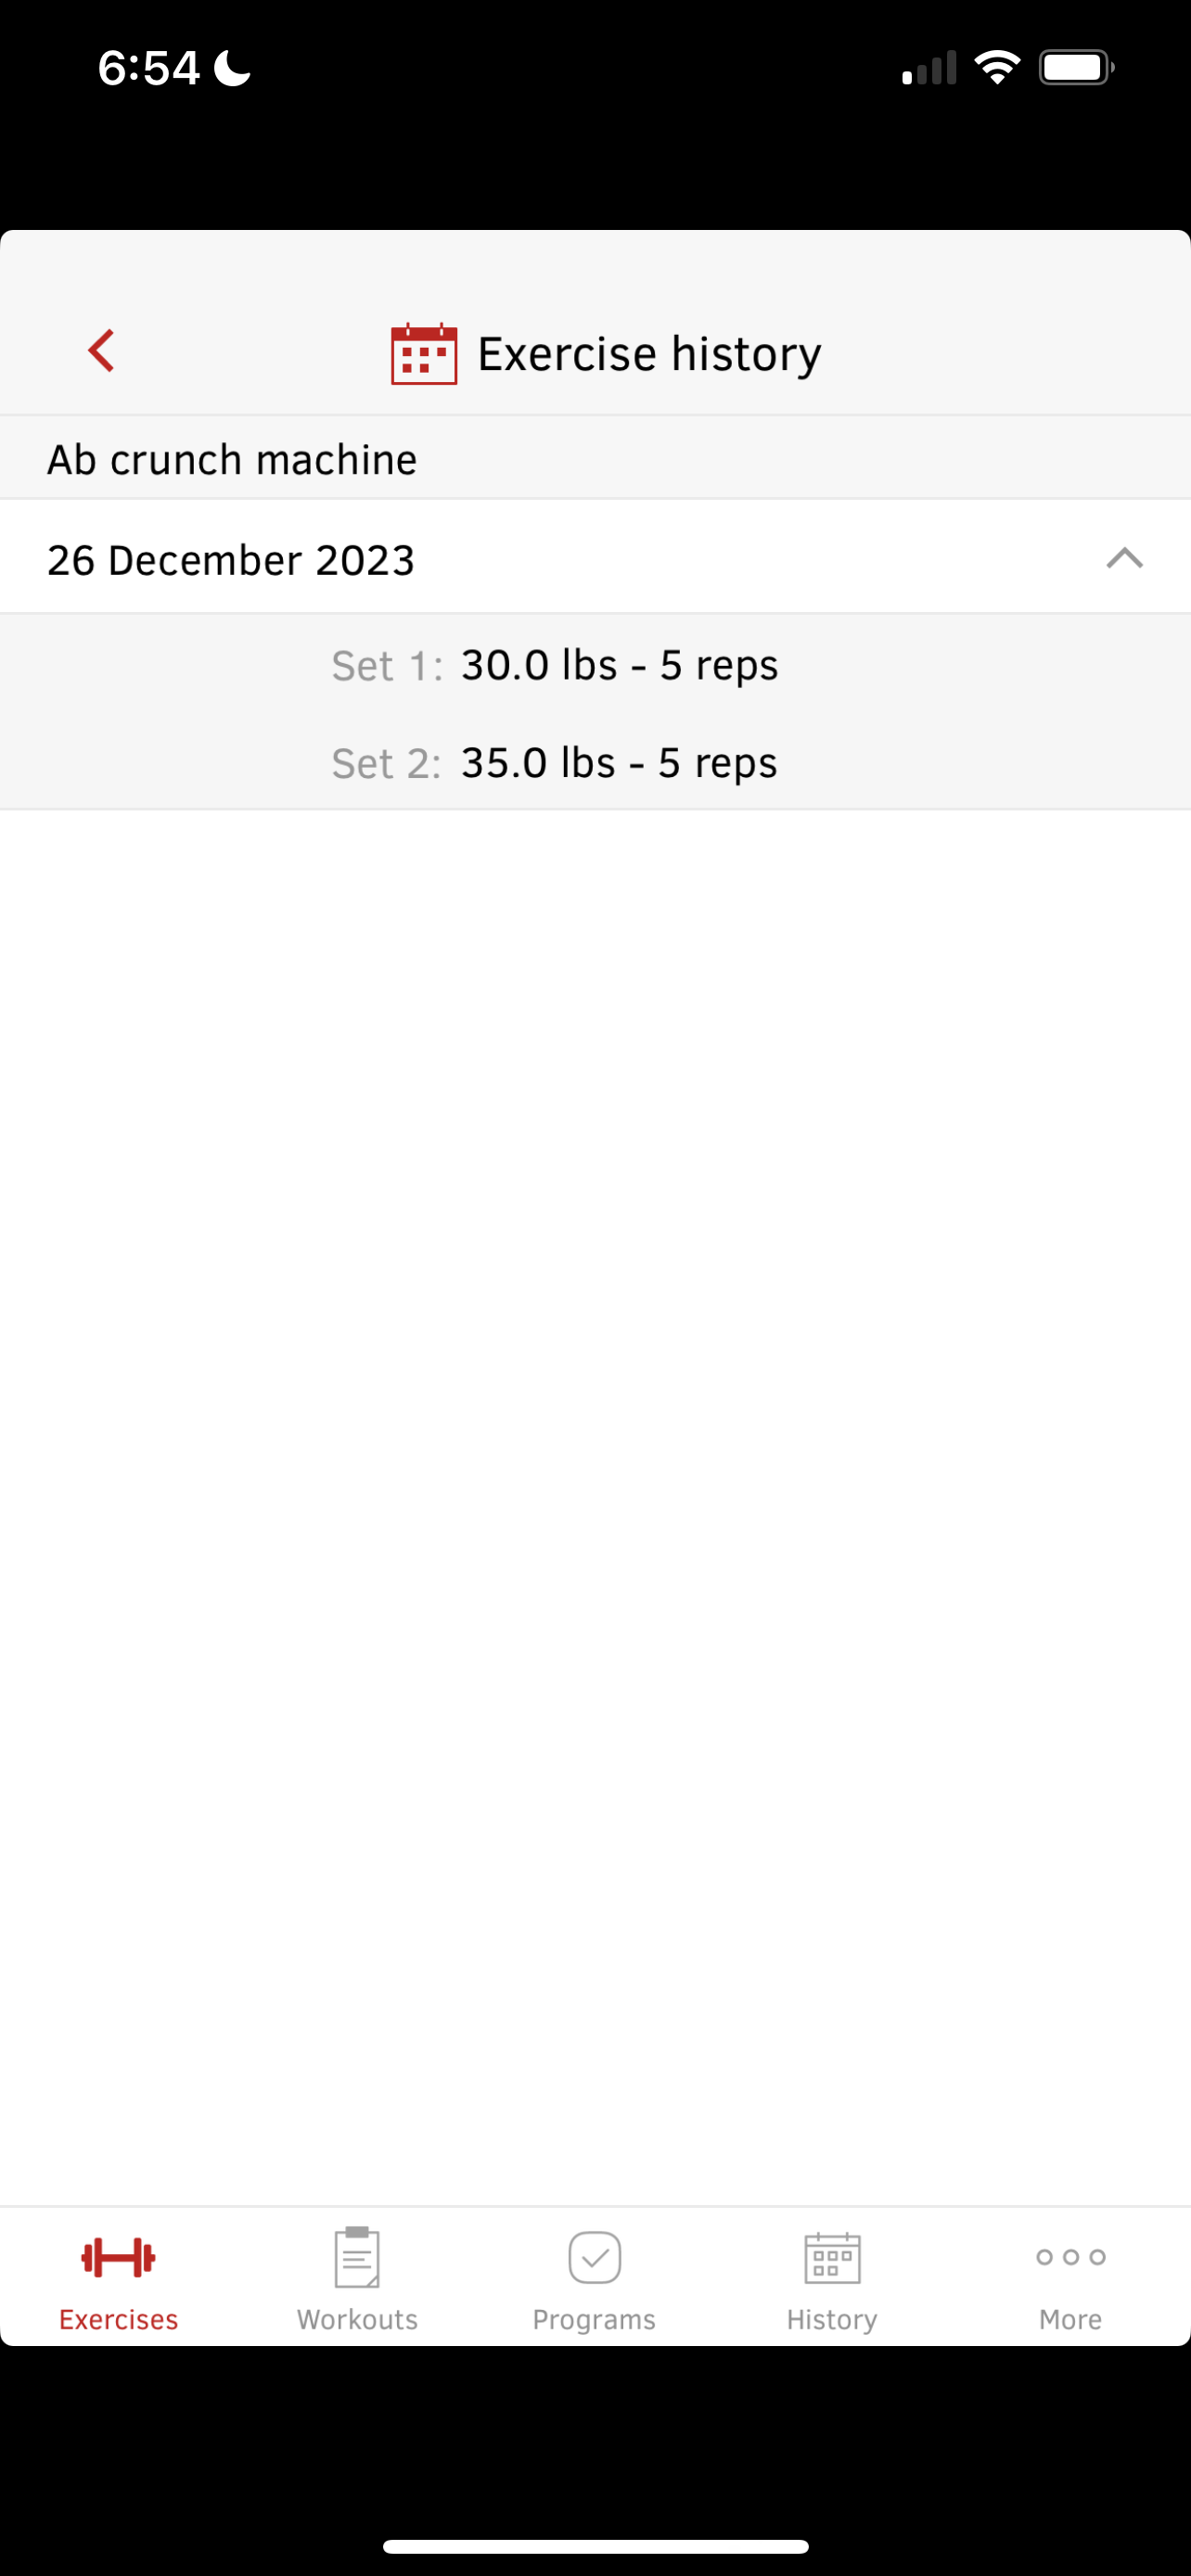 6:54
Exercise history
Ab crunch machine
26 December 2023
Set 1: 30.0 lbs - 5 reps
Set 2: 35.0 lbs - 5 reps
Exercises Workouts Programs History More